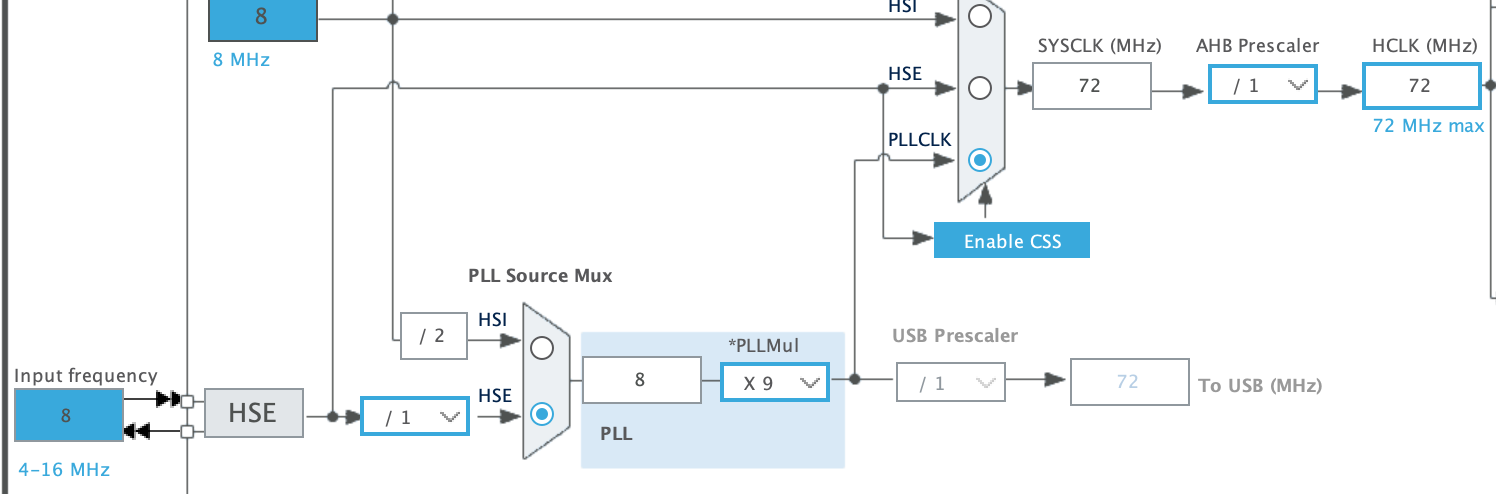 HSI
8
8 MHz
SYSCLK (MHz)
AHB Prescaler
HCLK (MHz)
HSE
72
/ 1
72
72 MHz max
PLLCLK
Enable CSS
PLL Source Mux
HSI
/ 2
USB Prescaler
*PLLMul
Input frequency
8
X 9
/ 1
72
To USB (MHz)
HSE
8
HSE
/ 1
PLL
4-16 MHz